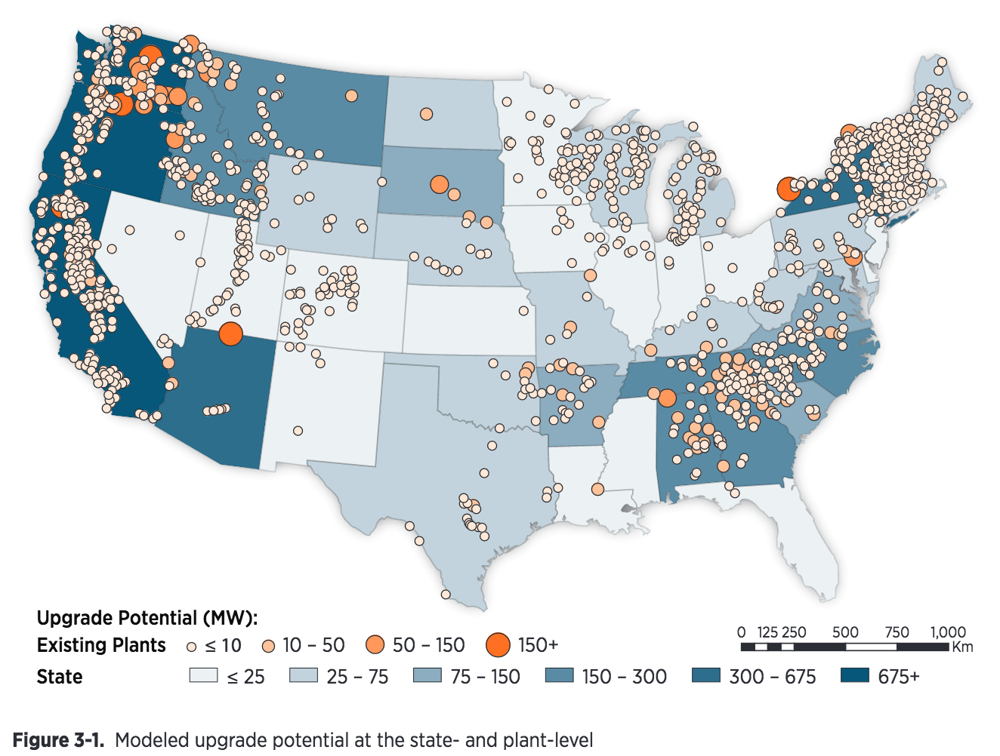 Upgrade Potential (MW):
Existing Plants ≤ 10 10 – 50 50 – 150 150+
State ≤ 25 25 – 75 75 – 150 150 – 300 300 – 675 675+
0 125 250 500 750 1,000
Km
Figure 3-1. Modeled upgrade potential at the state- and plant-level